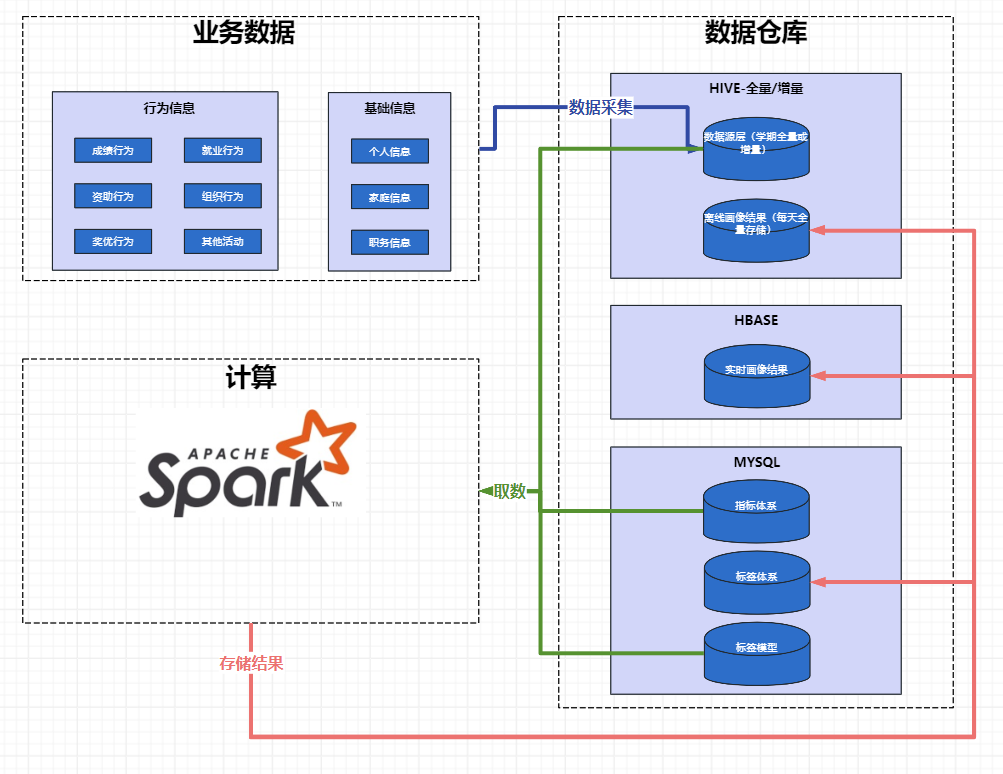 业务数据
行为信息
成绩行为
就业行为
资助行为
组织行为
奖优行为
其他活动
基础信息
个人信息
家庭信息
职务信息
数据采集
数据仓库
HIVE-全量/增量
数据源层（学期全量或
增量）
离线画像结果（每天全
量存储）
HBASE
实时画像结果
MYSQL
指标体系
标签体系
标签模型
计算
APACHE
Spark™
取数
存储结果